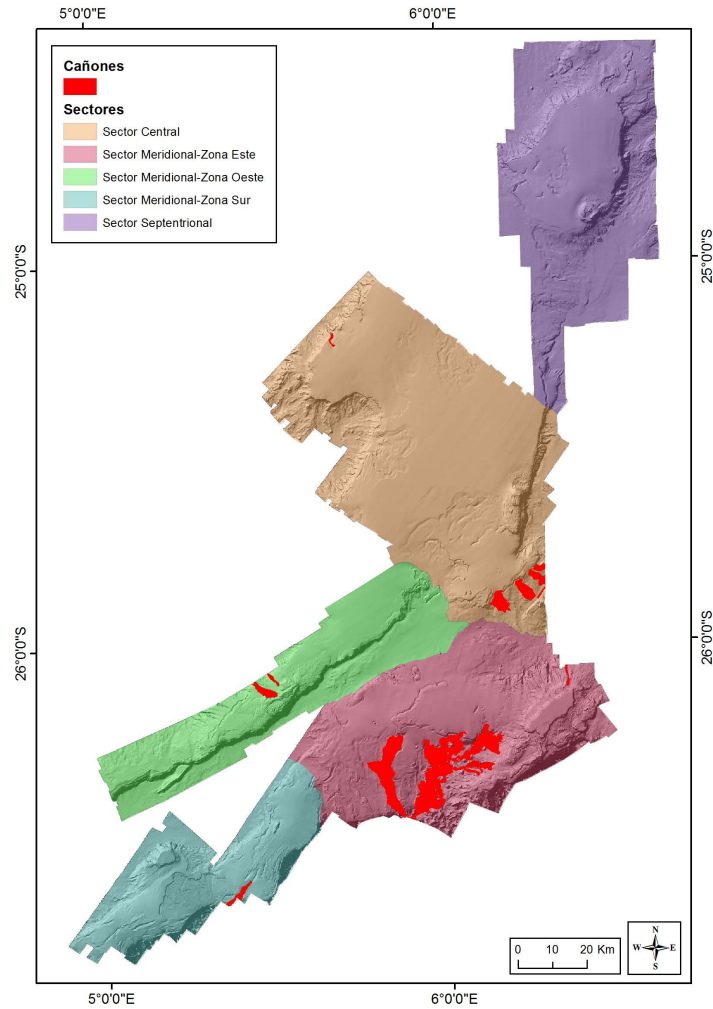 5°0'0"E 6°0'0"E
Cañones
Sectores
Sector Central
Sector Meridional-Zona Este
Sector Meridional-Zona Oeste
Sector Meridional-Zona Sur
Sector Septentrional
25°0'0"S
25°0'0"S
26°0'0"S
26°0'0"S
N
W E
S
0 10 20 Km
5°0'0"E 6°0'0"E